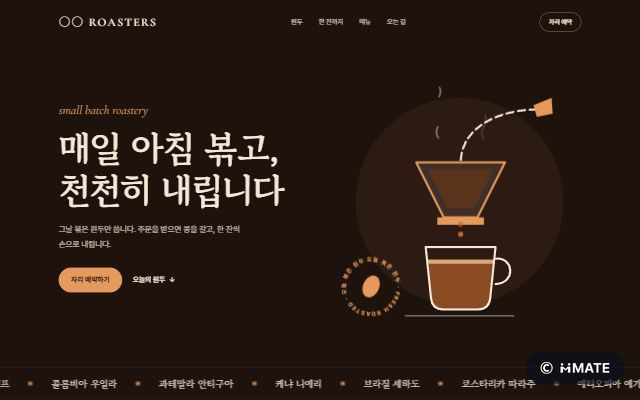 ○○ ROASTERS
원두 한 잔까지 메뉴 오는 길
자리 예약
small batch roastery
매일 아침 볶고,
천천히 내립니다
그날 볶은 원두만 씁니다. 주문을 받으면 콩을 갈고, 한 잔씩
손으로 내립니다.
자리 예약하기 오늘의 원두 ↓
FRESH ROASTED
콜롬비아 우일라 과테말라 안티구아 케냐 니에리 브라질 세하도 코스타리카 따라주
© MMATE